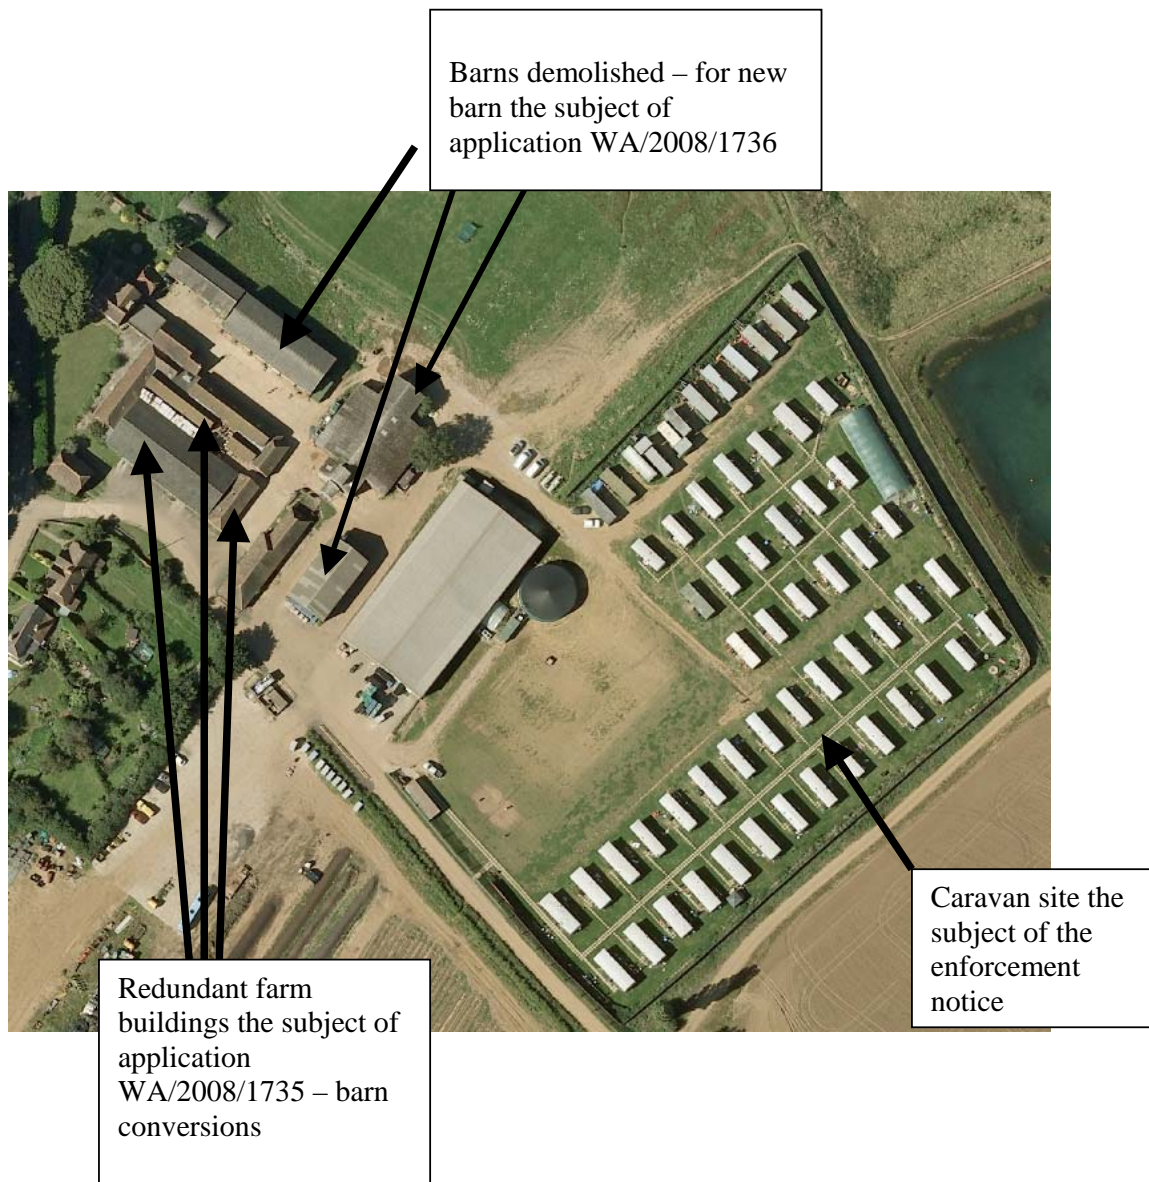 Barns demolished – for new
barn the subject of
application WA/2008/1736
Caravan site the
subject of the
enforcement
notice
Redundant farm
buildings the subject of
application
WA/2008/1735 – barn
conversions